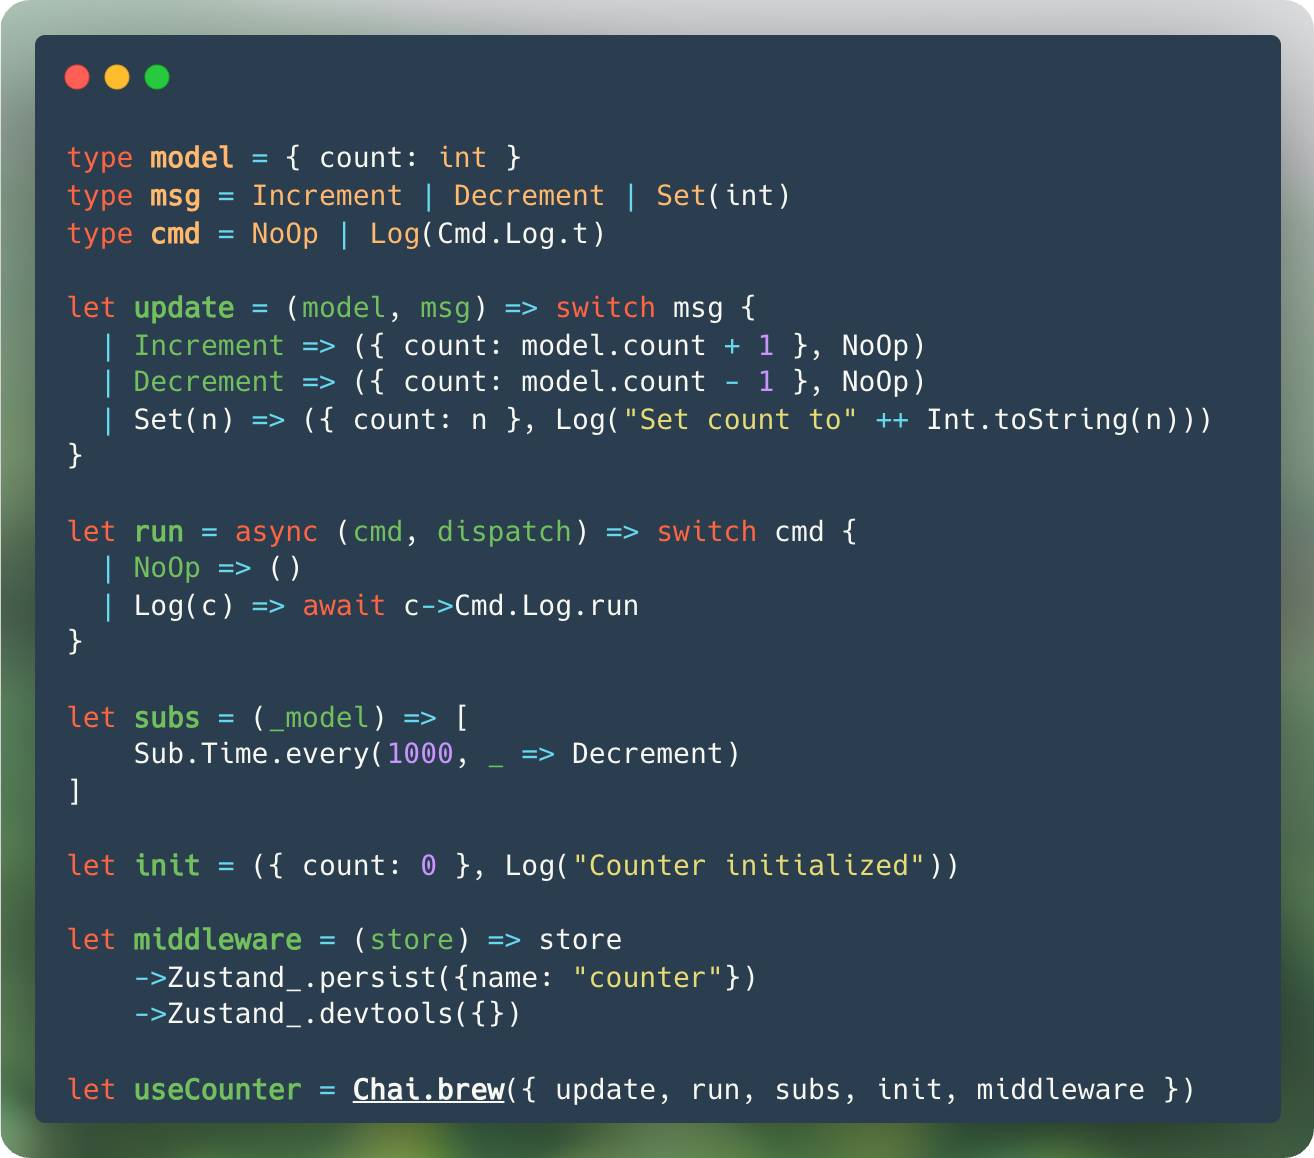 type model = { count: int }
type msg = Increment | Decrement | Set(int)
type cmd = NoOp | Log(Cmd.Log.t)

let update = (model, msg) => switch msg {
  | Increment => ({ count: model.count + 1 }, NoOp)
  | Decrement => ({ count: model.count - 1 }, NoOp)
  | Set(n) => ({ count: n }, Log("Set count to" ++ Int.toString(n)))
}

let run = async (cmd, dispatch) => switch cmd {
  | NoOp => ()
  | Log(c) => await c->Cmd.Log.run
}

let subs = (_model) => [
    Sub.Time.every(1000, _ => Decrement)
]

let init = ({ count: 0 }, Log("Counter initialized"))

let middleware = (store) => store
    ->Zustand_.persist({name: "counter"})
    ->Zustand_.devtools({})

let useCounter = Chai.brew({ update, run, subs, init, middleware })